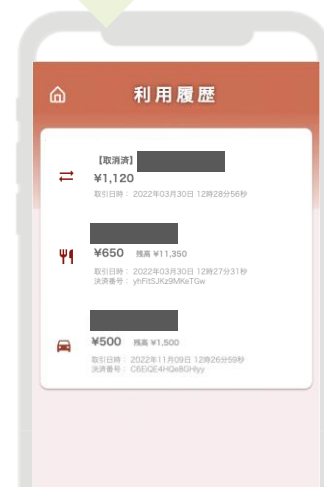 利用履歴
【取消済】
¥1,120
取引日時： 2022年03月30日 12時28分56秒
¥650 残高 ¥11,350
取引日時： 2022年03月30日 12時27分31秒
決済番号： yhFitSJKz9MKeTGw
¥500 残高 ¥1,500
取引日時： 2022年11月09日 12時26分59秒
決済番号： C6EiQE4HQe8GHlyy